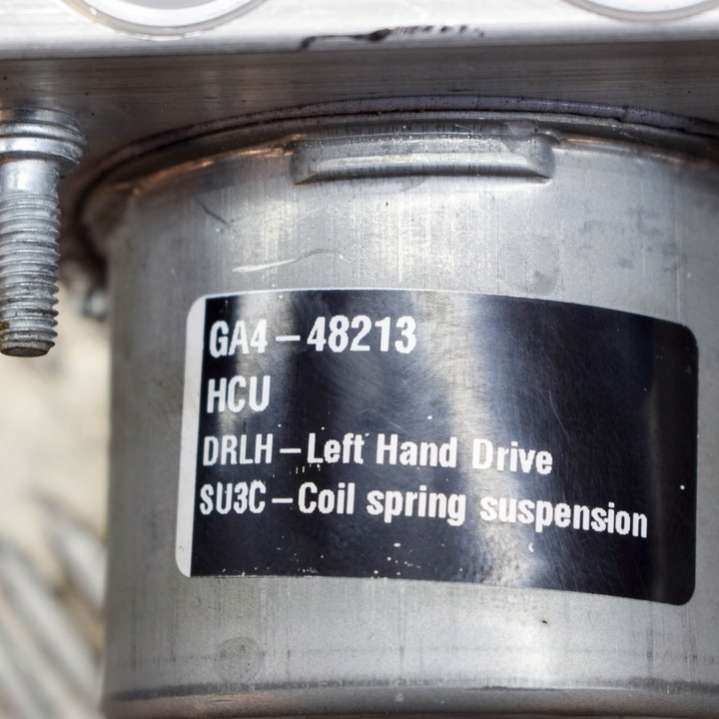 GA4-48213
HCU
DRLH-Left Hand Drive
SU3C-Coil spring suspension